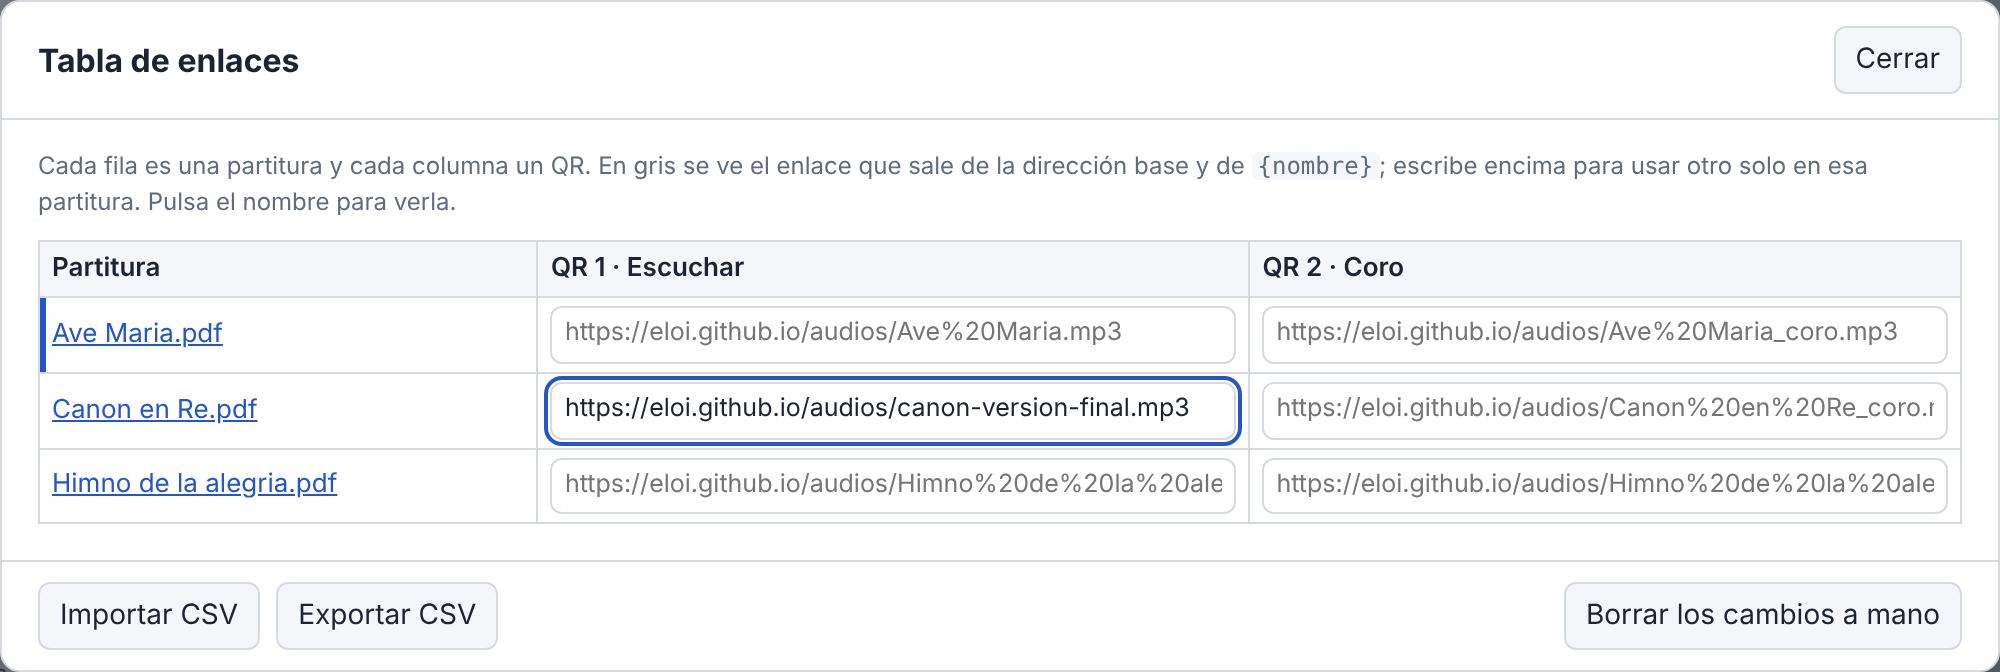 Tabla de enlaces
Cerrar
Cada fila es una partitura y cada columna un QR. En gris se ve el enlace que sale de la dirección base y de {nombre}; escribe encima para usar otro solo en esa
partitura. Pulsa el nombre para verla.
Partitura QR 1 · Escuchar QR 2 · Coro
Ave Maria.pdf https://eloi.github.io/audios/Ave%20Maria.mp3 https://eloi.github.io/audios/Ave%20Maria_coro.mp3
Canon en Re.pdf https://eloi.github.io/audios/canon-version-final.mp3 https://eloi.github.io/audios/Canon%20en%20Re_coro.
Himno de la alegria.pdf https://eloi.github.io/audios/Himno%20de%20la%20ale https://eloi.github.io/audios/Himno%20de%20la%20ale
Importar CSV Exportar CSV Borrar los cambios a mano